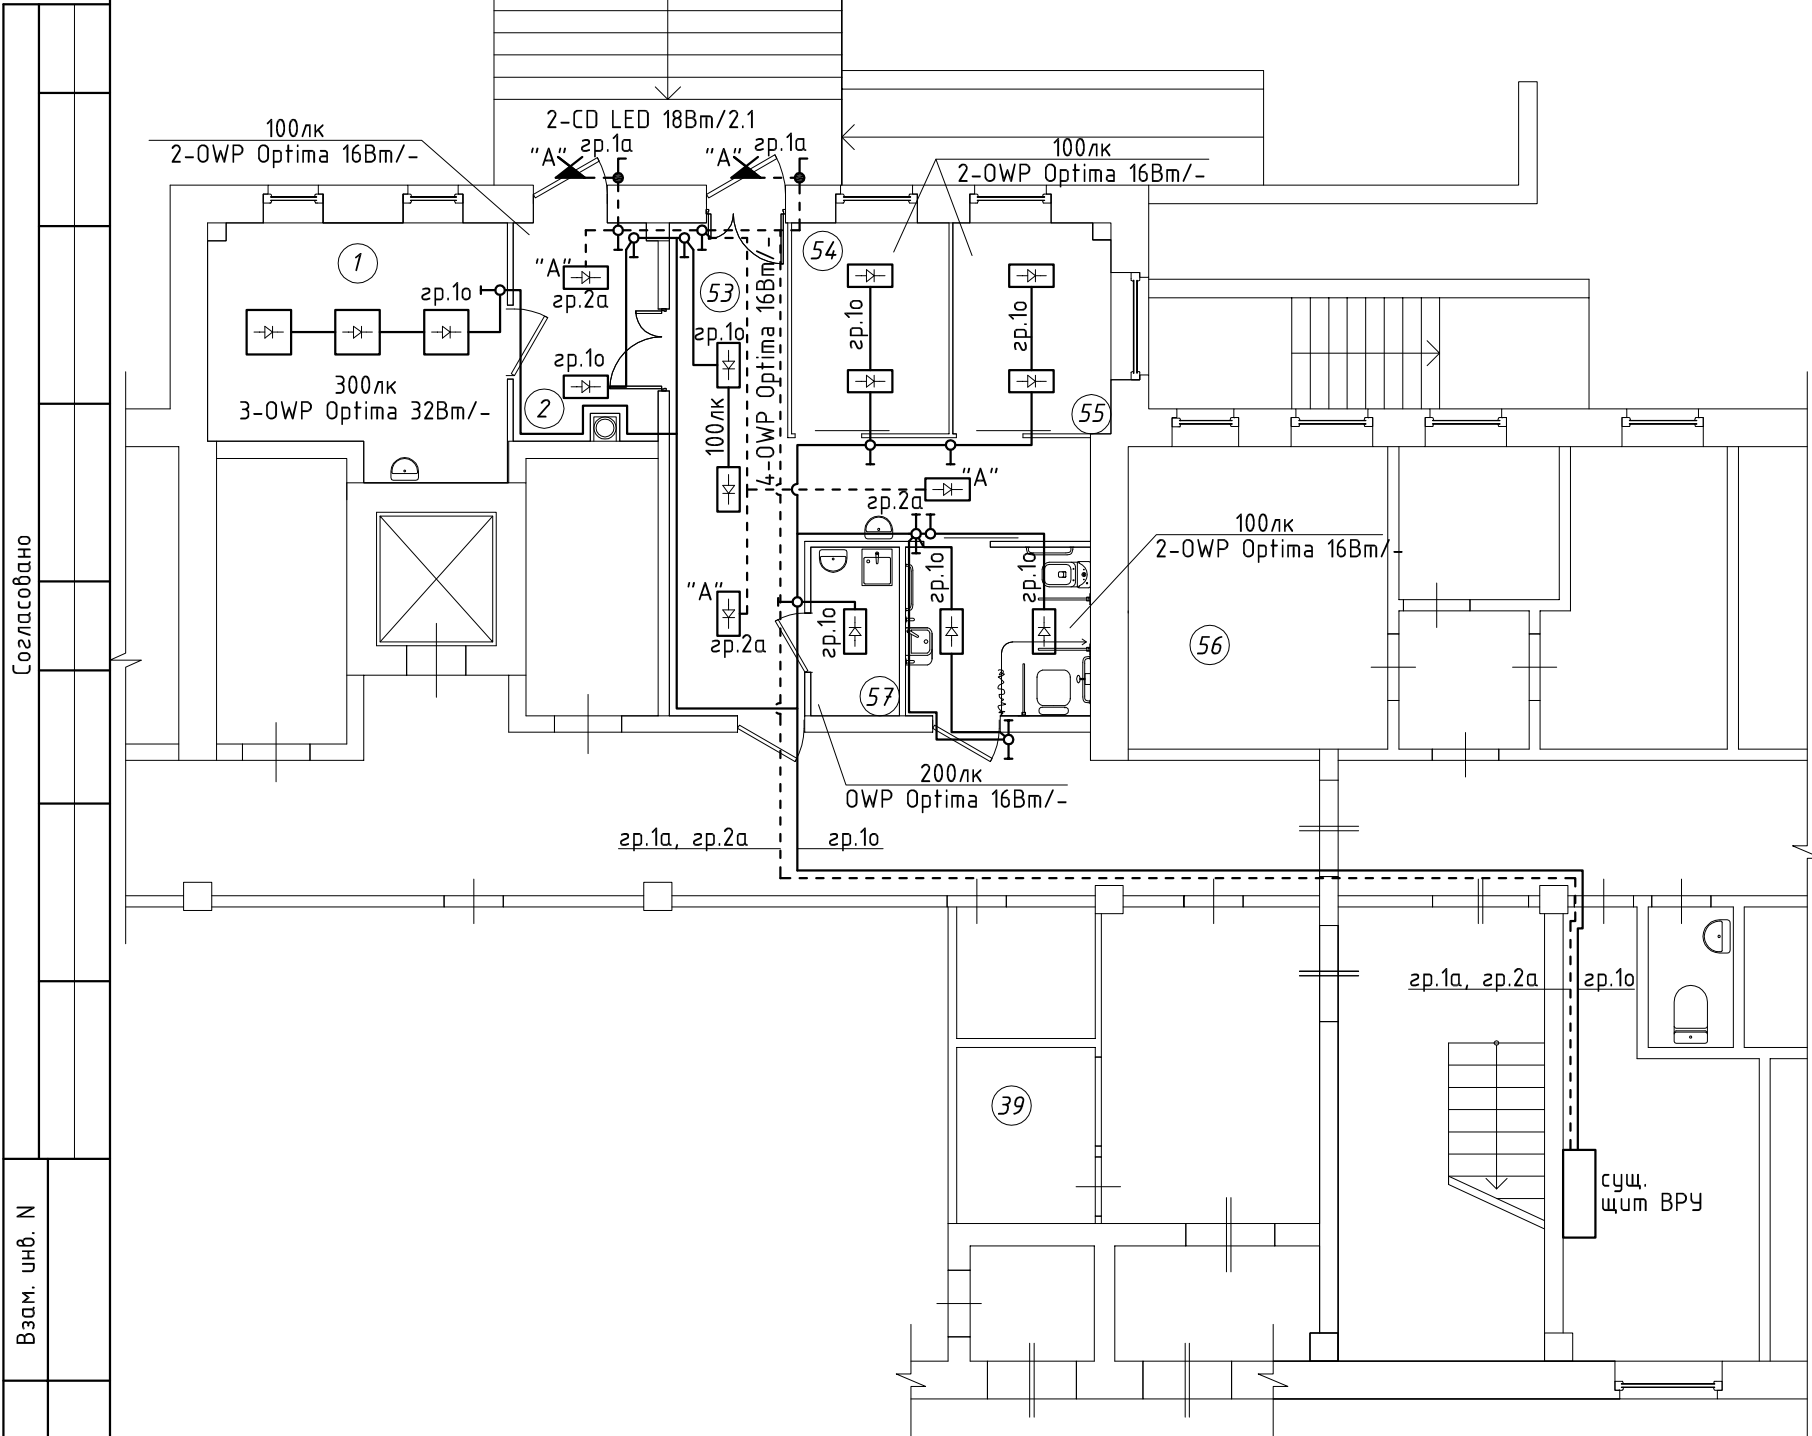 2-CD LED 18Вт/2.1
100лк
2-OWP Optima 16Вт/-
"А"
гр.1а
"А"
гр.1а
100лк
2-OWP Optima 16Вт/-
1
гр.1о
300лк
3-OWP Optima 32Вт/-
"А"
гр.2а
гр.1о
2
53
гр.1о
100лк
4-OWP Optima 16Вт/-
54
гр.1о
гр.1о
55
"А"
гр.2а
"А"
гр.2а
100лк
2-OWP Optima 16Вт/-
гр.1о
гр.1о
гр.1о
56
57
200лк
OWP Optima 16Вт/-
гр.1а, гр.2а
гр.1о
гр.1а, гр.2а
гр.1о
39
сущ.
щит ВРУ
Согласовано
Взам. инв. N